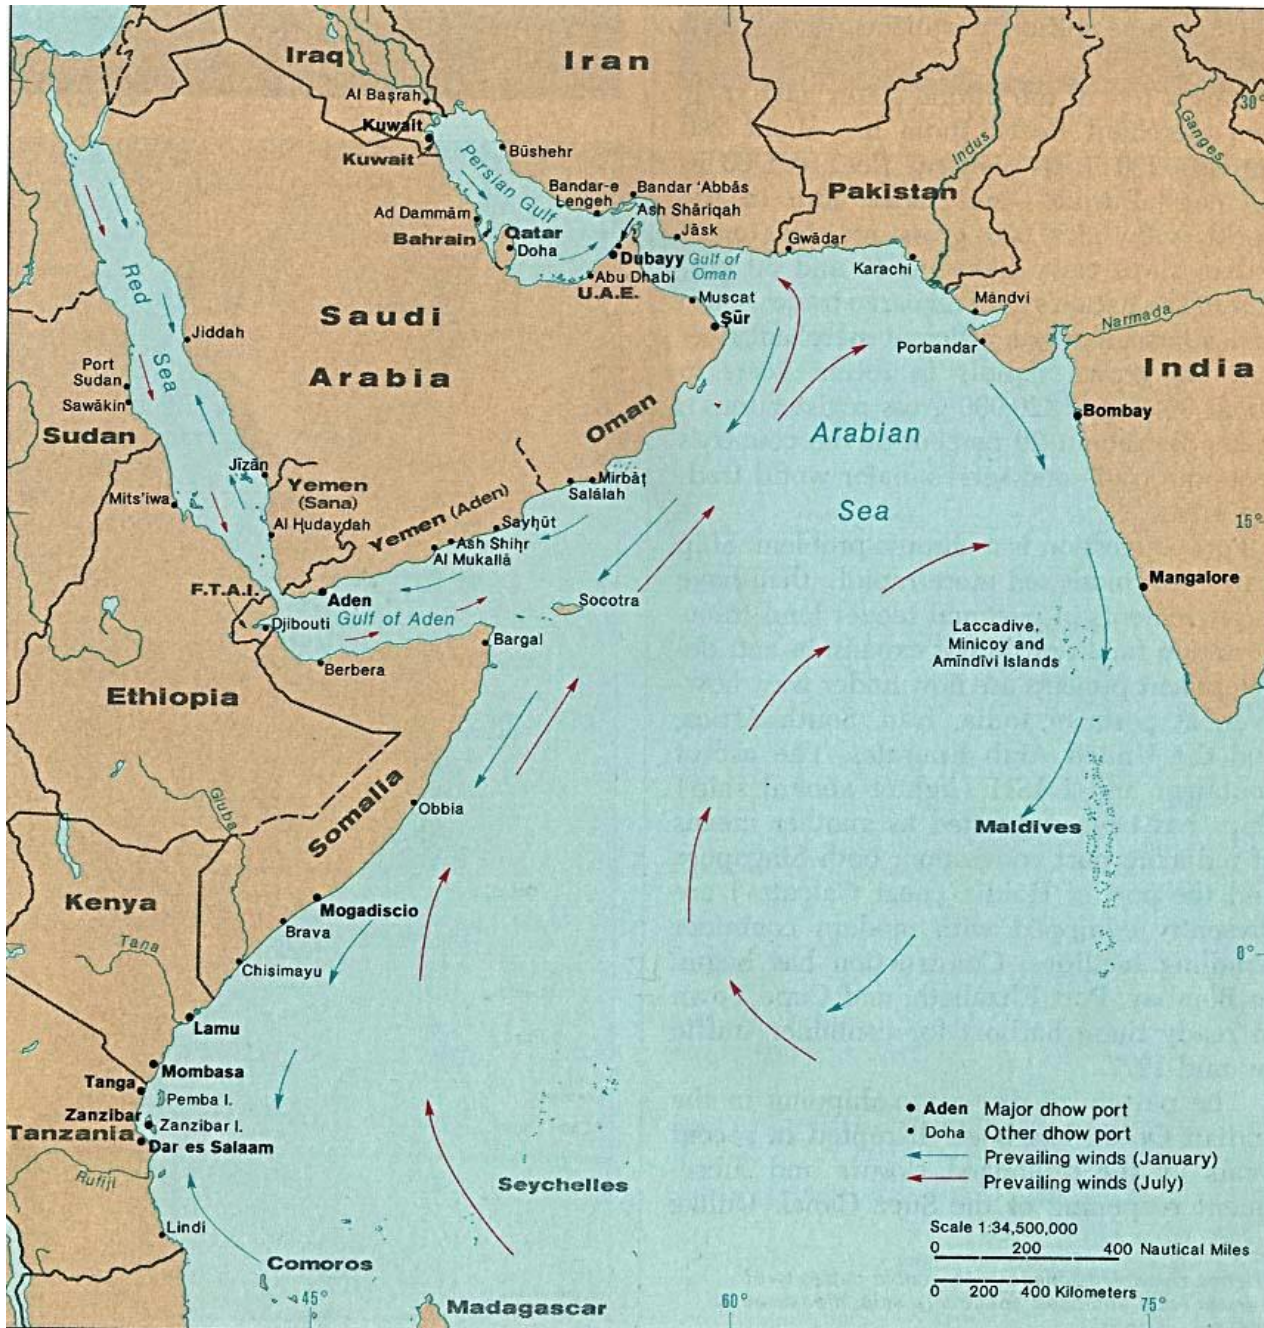 Iraq
Iran
Al Başrah
30°
Kuwait
Kuwait
Būshehr
Persian Gulf
Indus
Ganges
Bandar-e
Lengeh
Bandar 'Abbās
Ash Shāriqah
Pakistan
Ad Dammām
Bahrain
Qatar
Doha
Jāsk
Gwādar
Dubayy
Gulf of
Oman
Karachi
Abu Dhabi
U.A.E.
Muscat
Māndvi
Şūr
Narmada
Red
Sea
Saudi
Arabia
Jiddah
Porbandar
India
Port
Sudan
Sawākin
Sudan
Oman
Arabian
Sea
Bombay
Jīzān
Yemen
(Sana)
Mirbāţ
Salālah
Mits'iwa
Al Ḩudaydah
Yemen (Aden)
Sayḩūt
Ash Shiḩr
Al Mukallā
15°
F.T.A.I.
Aden
Socotra
Mangalore
Djibouti
Gulf of Aden
Bargal
Laccadive,
Minicoy and
Amīndīvi Islands
Berbera
Ethiopia
Giuba
Somalia
Obbia
Maldives
Kenya
Mogadiscio
Brava
Tana
Chisimayu
0°
Lamu
Mombasa
Tanga
Pemba I.
Zanzibar
Zanzibar I.
Tanzania
Dar es Salaam
Rufiji
Seychelles
Lindi
Comoros
Madagascar
45°
60°
75°
Aden Major dhow port
Doha Other dhow port
Prevailing winds (January)
Prevailing winds (July)
Scale 1:34,500,000
0 200 400 Nautical Miles
0 200 400 Kilometers